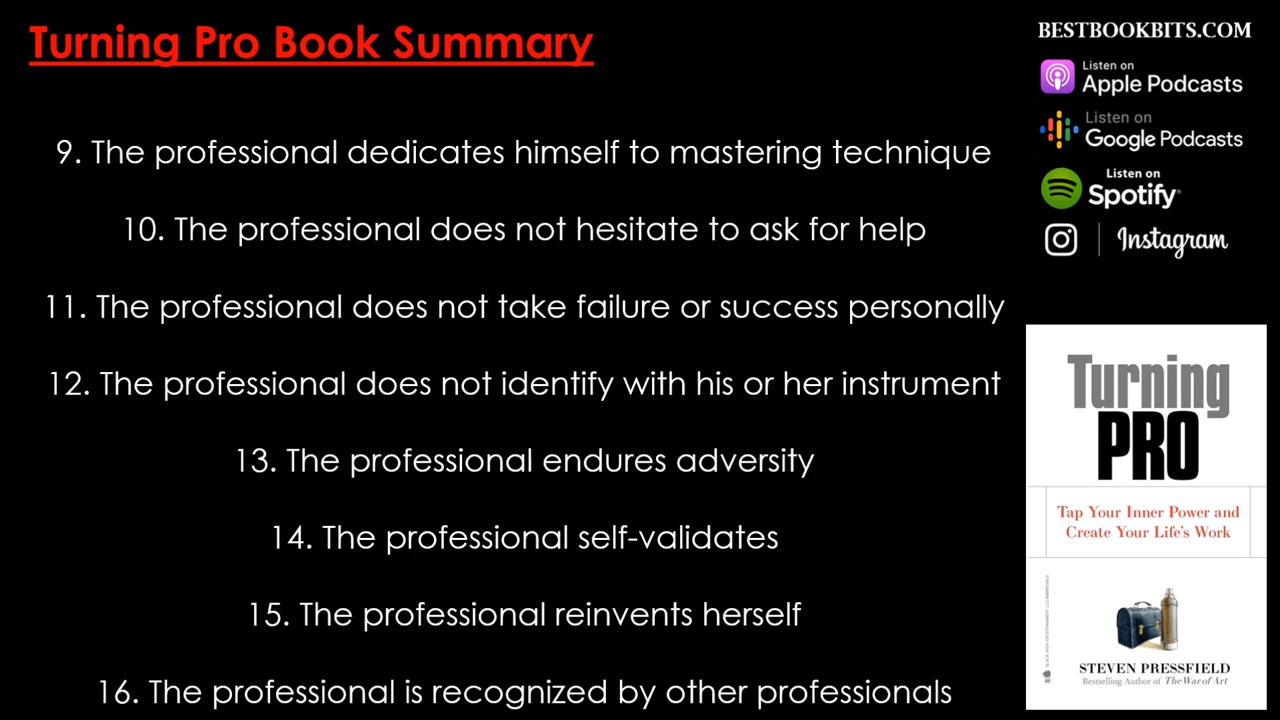 Turning Pro Book Summary
9. The professional dedicates himself to mastering technique
10. The professional does not hesitate to ask for help
11. The professional does not take failure or success personally
12. The professional does not identify with his or her instrument
13. The professional endures adversity
14. The professional self-validates
15. The professional reinvents herself
16. The professional is recognized by other professionals
BESTBOOKBITS.COM
Listen on
Apple Podcasts
Listen on
Google Podcasts
Listen on
Spotify
Instagram
Turning
PRO
Tap Your Inner Power and
Create Your Life's Work
STEVEN PRESSFIELD
Bestselling Author of The War of Art